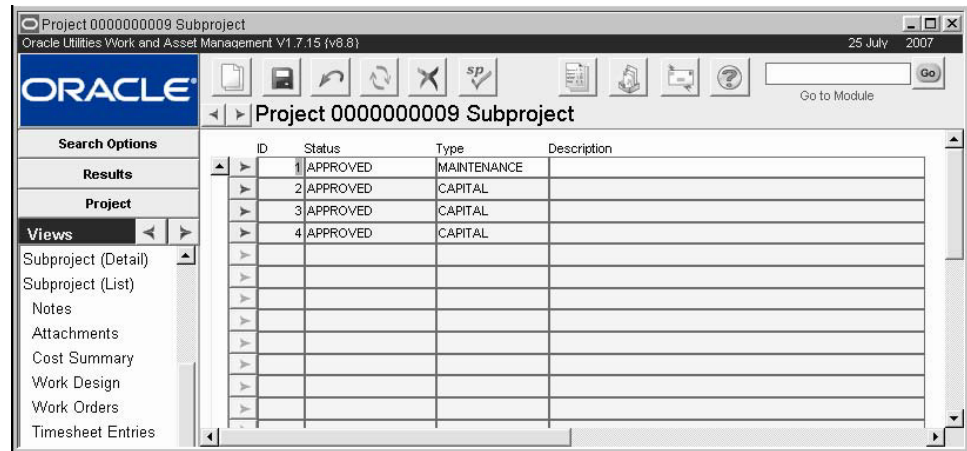 Project 0000000009 Subproject
Oracle Utilities Work and Asset Management V1.7.15 (v8.8) 25 July 2007
ORACLE®
sp
Go
Go to Module
Project 0000000009 Subproject
Search Options
Results
Project
Views
Subproject (Detail)
Subproject (List)
Notes
Attachments
Cost Summary
Work Design
Work Orders
Timesheet Entries
ID Status Type Description
1 APPROVED MAINTENANCE
2 APPROVED CAPITAL
3 APPROVED CAPITAL
4 APPROVED CAPITAL